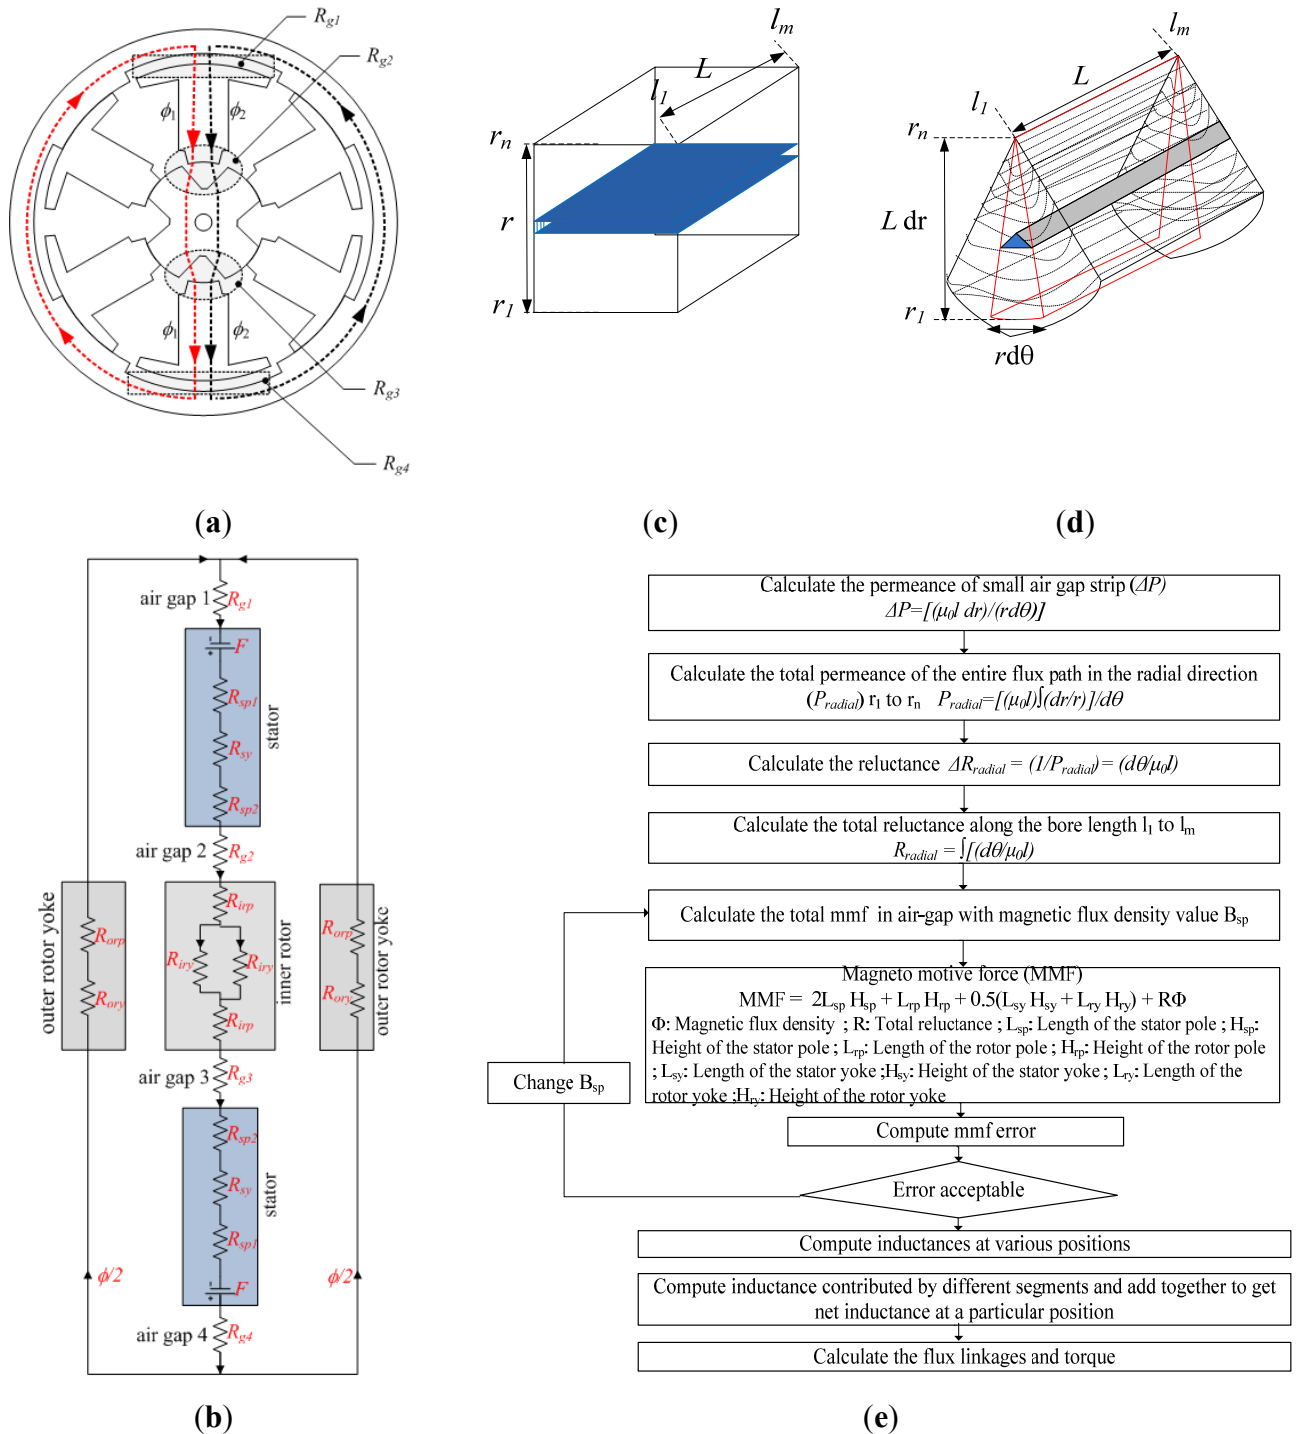 R_g1
R_g2
ϕ_1
ϕ_2
ϕ_1
ϕ_2
R_g3
R_g4
(a)
l_m
L
l_1
r_n
r
r_1
(c)
l_m
L
l_1
r_n
L dr
r_1
rdθ
(d)
air gap 1
R_g1
F
R_sp1
R_sy
R_sp2
stator
air gap 2
R_g2
outer rotor yoke
R_orp
R_ory
R_irp
R_iry
R_iry
R_irp
inner rotor
R_orp
R_ory
outer rotor yoke
air gap 3
R_g3
R_sp2
R_sy
R_sp1
F
stator
ϕ/2
ϕ/2
air gap 4
R_g4
(b)
Calculate the permeance of small air gap strip (ΔP)
ΔP=[(μ₀l dr)/(rdθ)]
Calculate the total permeance of the entire flux path in the radial direction
(P_radial) r_1 to r_n P_radial=[(μ₀l)∫(dr/r)]/dθ
Calculate the reluctance ΔR_radial = (1/P_radial)= (dθ/μ₀l)
Calculate the total reluctance along the bore length l_1 to l_m
R_radial = ∫[(dθ/μ₀l)
Calculate the total mmf in air-gap with magnetic flux density value B_sp
Magneto motive force (MMF)
MMF = 2L_sp H_sp + L_rp H_rp + 0.5(L_sy H_sy + L_ry H_ry) + RΦ
Φ: Magnetic flux density ; R: Total reluctance ; L_sp: Length of the stator pole ; H_sp:
Height of the stator pole ; L_rp: Length of the rotor pole ; H_rp: Height of the rotor pole
; L_sy: Length of the stator yoke ;H_sy: Height of the stator yoke ; L_ry: Length of the
rotor yoke ;H_ry: Height of the rotor yoke
Change B_sp
Compute mmf error
Error acceptable
Compute inductances at various positions
Compute inductance contributed by different segments and add together to get
net inductance at a particular position
Calculate the flux linkages and torque
(e)